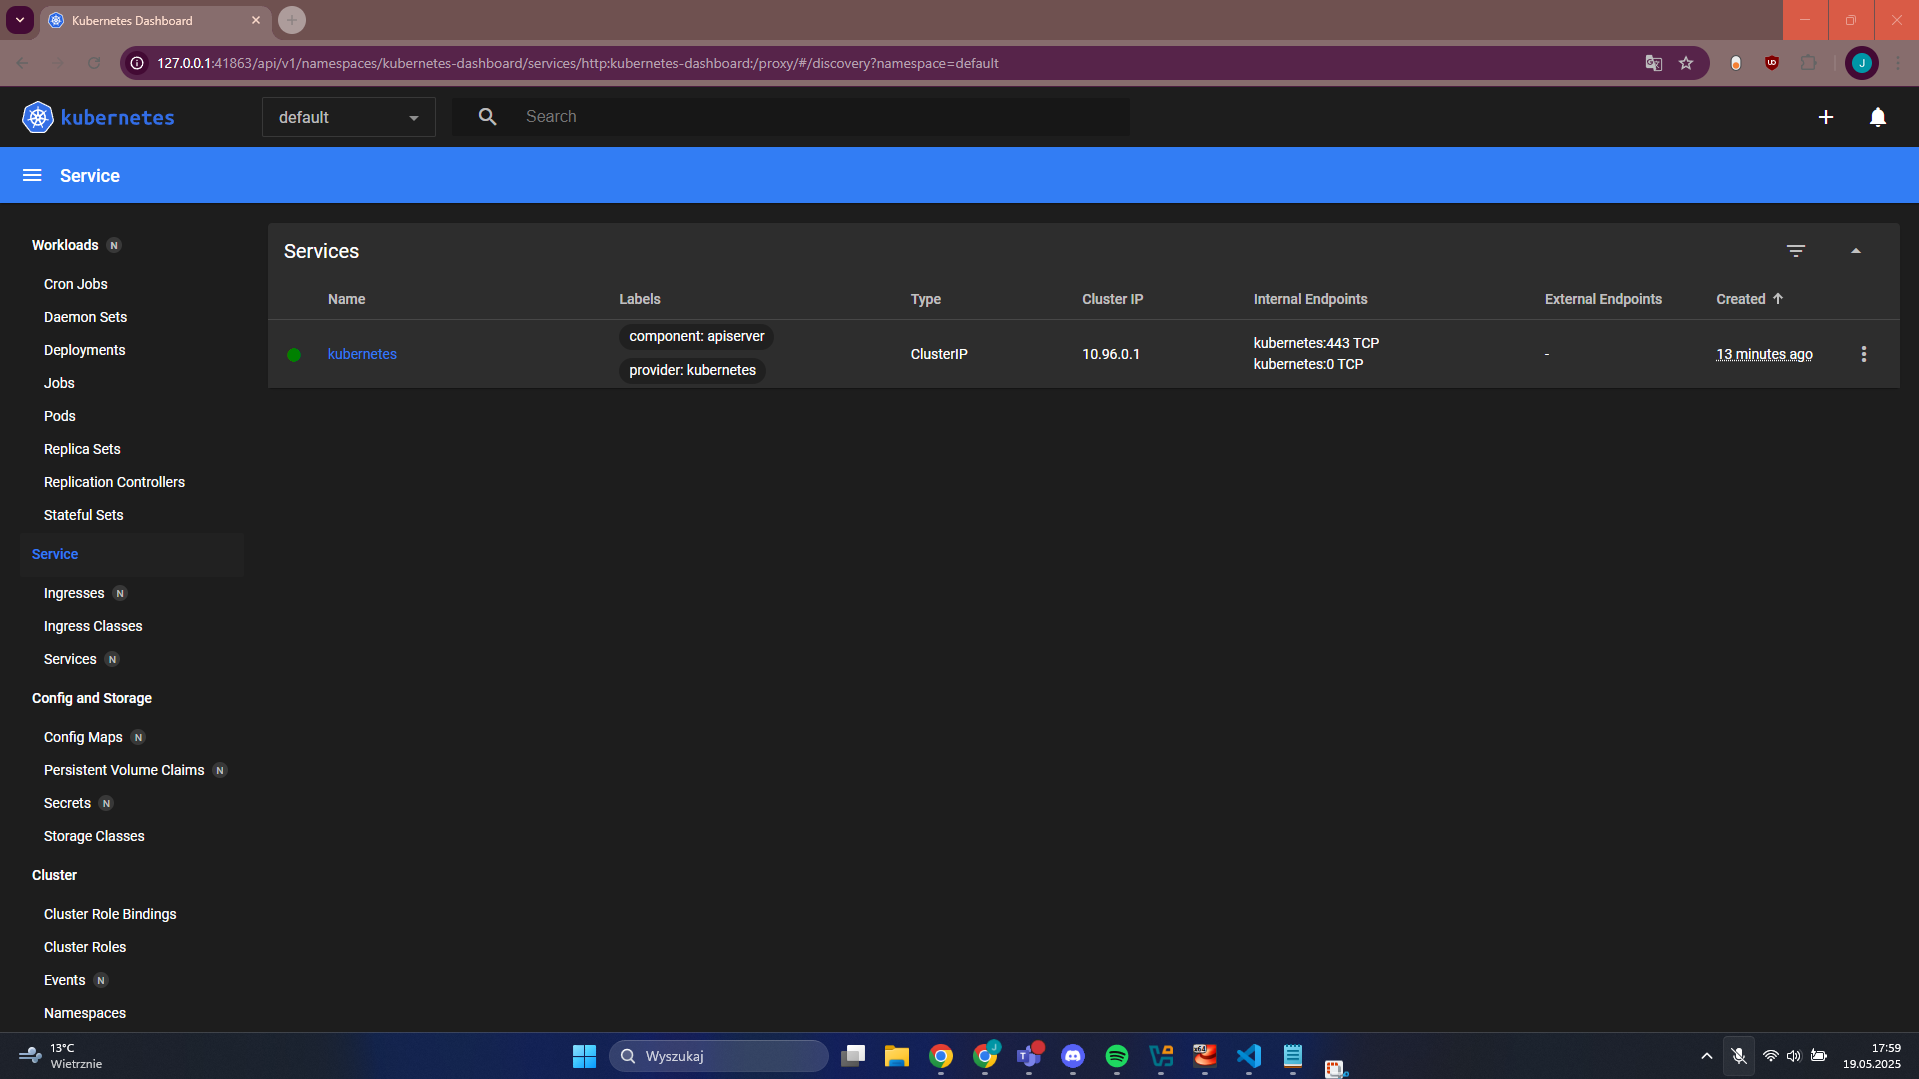 Kubernetes Dashboard
127.0.0.1:41863/api/v1/namespaces/kubernetes-dashboard/services/http:kubernetes-dashboard:/proxy/#/discovery?namespace=default
J
kubernetes
default
Search
Service
Workloads N
Cron Jobs
Daemon Sets
Deployments
Jobs
Pods
Replica Sets
Replication Controllers
Stateful Sets
Service
Ingresses N
Ingress Classes
Services N
Config and Storage
Config Maps N
Persistent Volume Claims N
Secrets N
Storage Classes
Cluster
Cluster Role Bindings
Cluster Roles
Events N
Namespaces
Services
Name Labels Type Cluster IP Internal Endpoints External Endpoints Created
kubernetes
component: apiserver
provider: kubernetes
ClusterIP
10.96.0.1
kubernetes:443 TCP
kubernetes:0 TCP
-
13 minutes ago
13°C
Wietrznie
Wyszukaj
17:59
19.05.2025